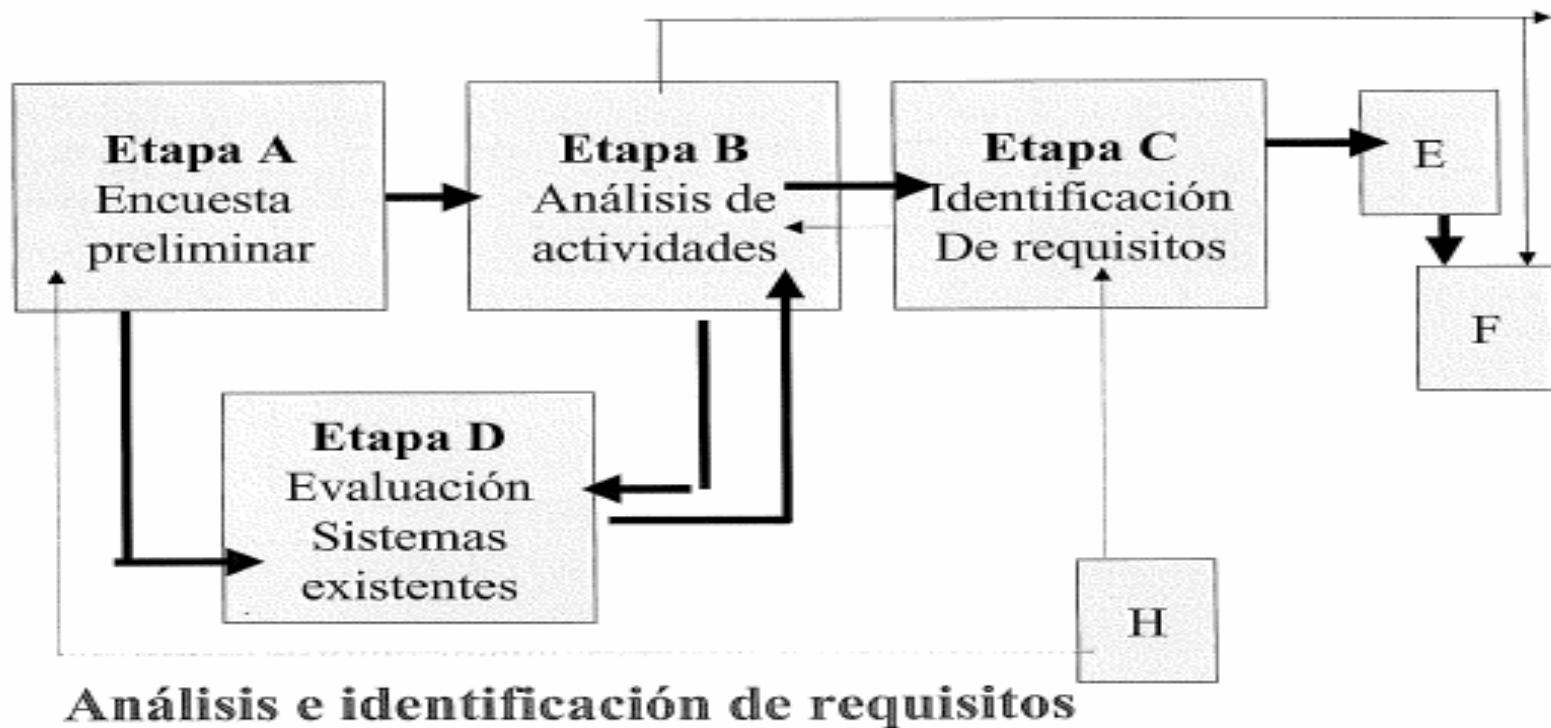 Etapa A
Encuesta
preliminar
Etapa B
Análisis de
actividades
Etapa C
Identificación
De requisitos
E
F
Etapa D
Evaluación
Sistemas
existentes
H
Análisis e identificación de requisitos